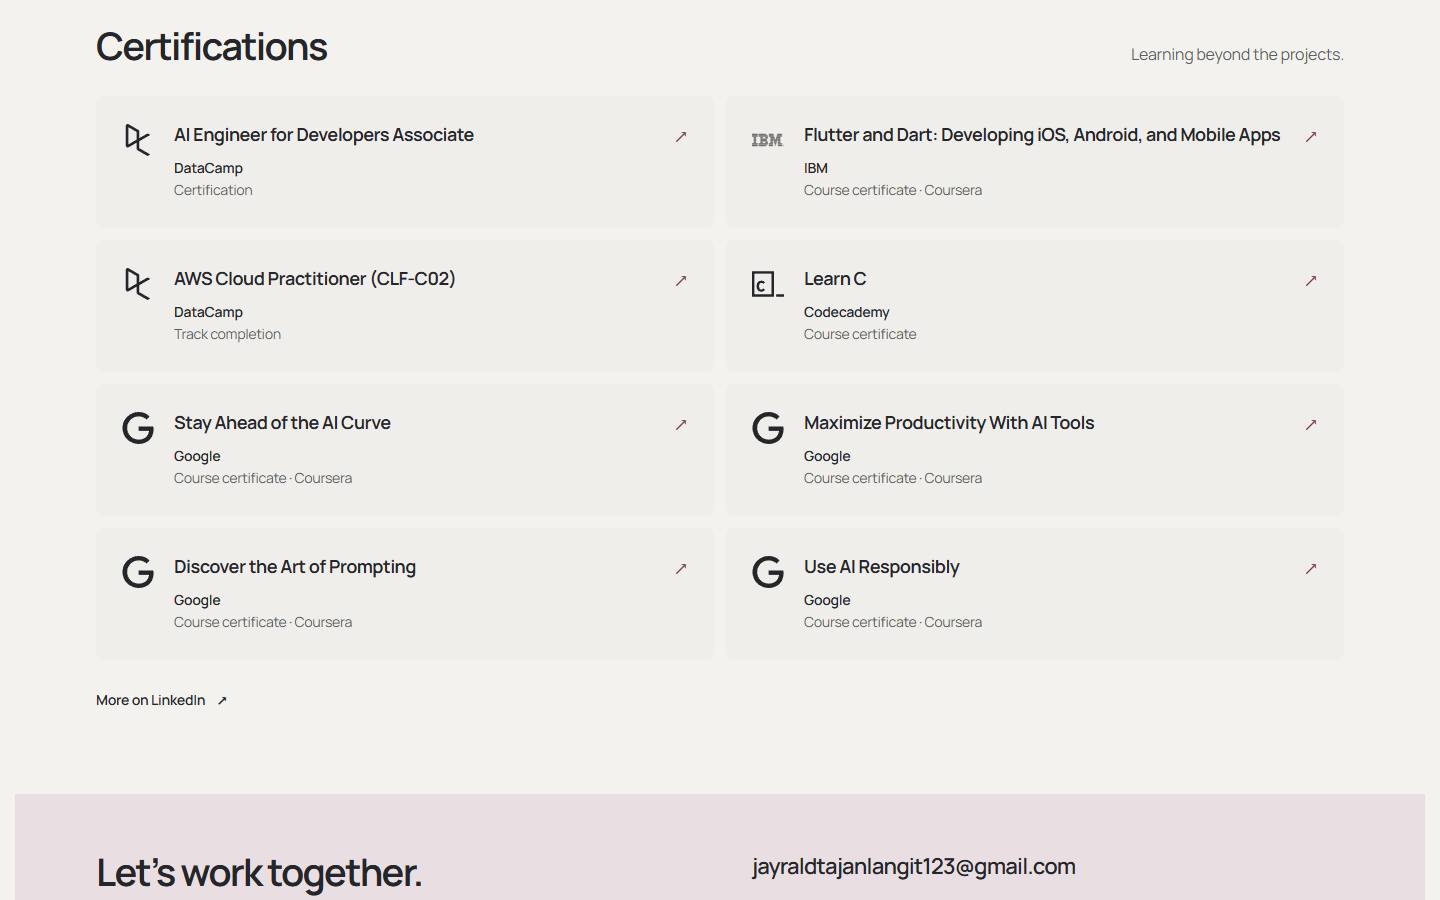 Certifications
Learning beyond the projects.
AI Engineer for Developers Associate
DataCamp
Certification
IBM
Flutter and Dart: Developing iOS, Android, and Mobile Apps
IBM
Course certificate · Coursera
AWS Cloud Practitioner (CLF-C02)
DataCamp
Track completion
C
Learn C
Codecademy
Course certificate
G
Stay Ahead of the AI Curve
Google
Course certificate · Coursera
G
Maximize Productivity With AI Tools
Google
Course certificate · Coursera
G
Discover the Art of Prompting
Google
Course certificate · Coursera
G
Use AI Responsibly
Google
Course certificate · Coursera
More on LinkedIn ↗
Let’s work together.
jayraldtajanlangit123@gmail.com